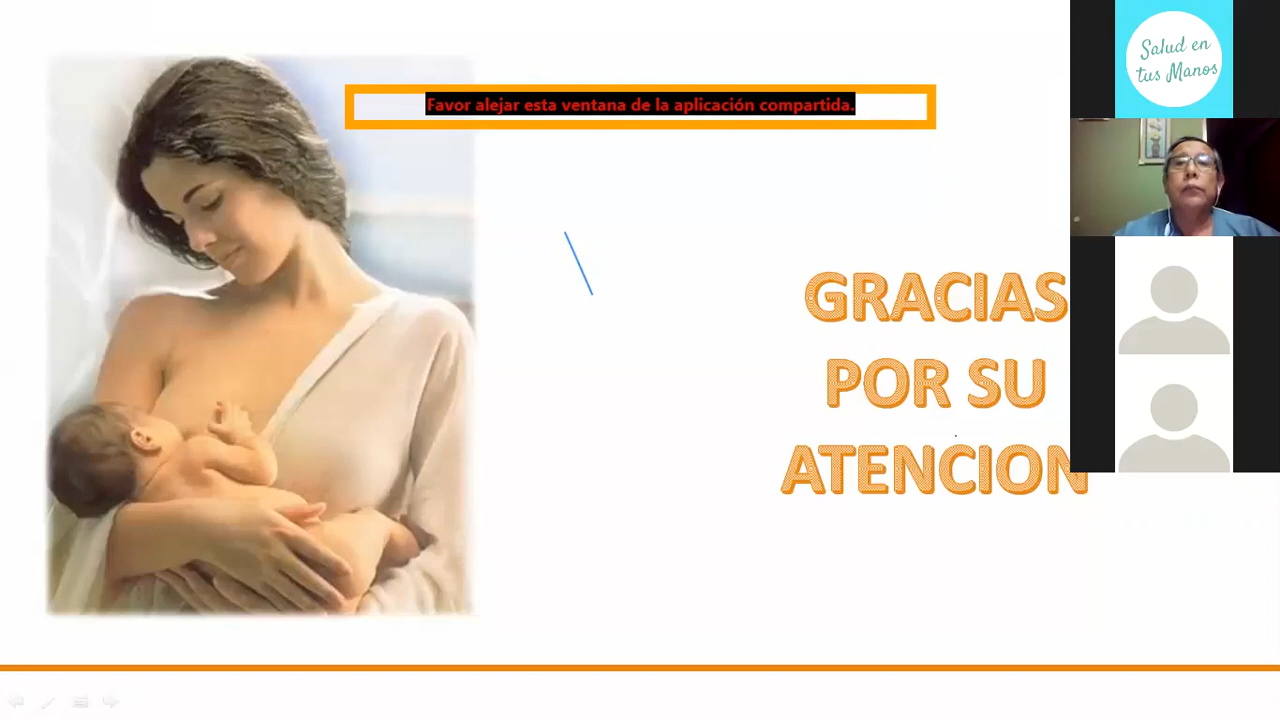 Favor alejar esta ventana de la aplicación compartida.
GRACIAS
POR SU
ATENCION
Salud en
tus Manos